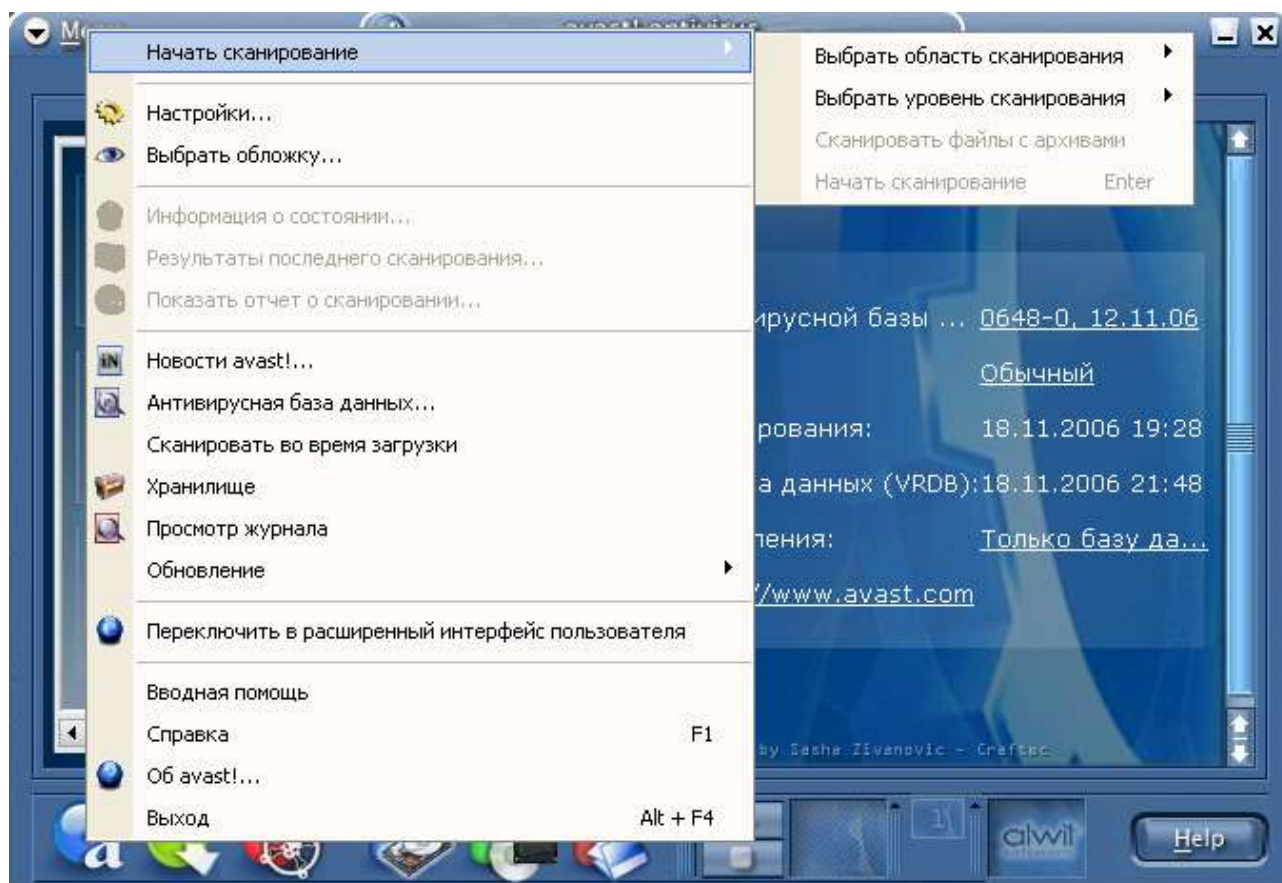 Начать сканирование
Настройки...
Выбрать обложку...
Информация о состоянии...
Результаты последнего сканирования...
Показать отчет о сканировании...
Новости avast!...
Антивирусная база данных...
Сканировать во время загрузки
Хранилище
Просмотр журнала
Обновление
Переключить в расширенный интерфейс пользователя
Вводная помощь
Справка F1
Об avast!...
Выход Alt + F4
Выбрать область сканирования
Выбрать уровень сканирования
Сканировать файлы с архивами
Начать сканирование Enter
ирусной базы ... 0648-0, 12.11.06
Обычный
рования: 18.11.2006 19:28
а данных (VRDB): 18.11.2006 21:48
ления: Только базу да...
//www.avast.com
by Sasha Zivanovic - Craftec
alwil
Help